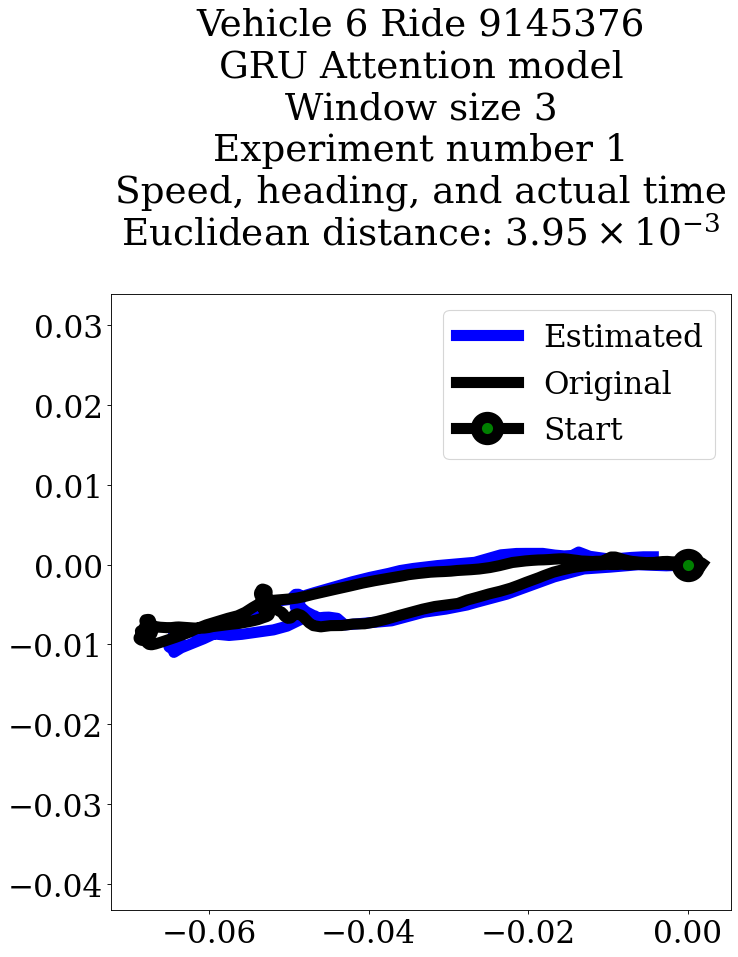 Vehicle 6 Ride 9145376
GRU Attention model
Window size 3
Experiment number 1
Speed, heading, and actual time
Euclidean distance: 3.95 × 10⁻³
Estimated
Original
Start
0.03
0.02
0.01
0.00
−0.01
−0.02
−0.03
−0.04
−0.06 −0.04 −0.02 0.00